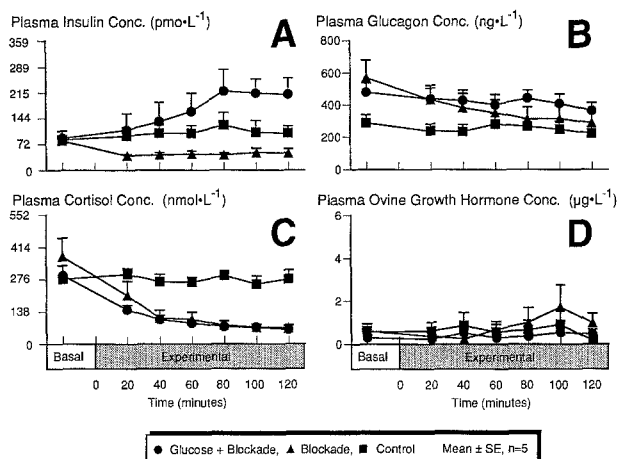 Plasma Insulin Conc. (pmo•L-1)
A
359
289
215
144
72
0
Plasma Glucagon Conc. (ng•L-1)
B
800
600
400
200
0
Plasma Cortisol Conc. (nmol•L-1)
C
552
414
276
138
0
Basal
Experimental
0 20 40 60 80 100 120
Time (minutes)
Plasma Ovine Growth Hormone Conc. (µg•L-1)
D
6
4
2
0
Basal
Experimental
0 20 40 60 80 100 120
Time (minutes)
● Glucose + Blockade, ▲ Blockade, ■ Control Mean ± SE, n=5